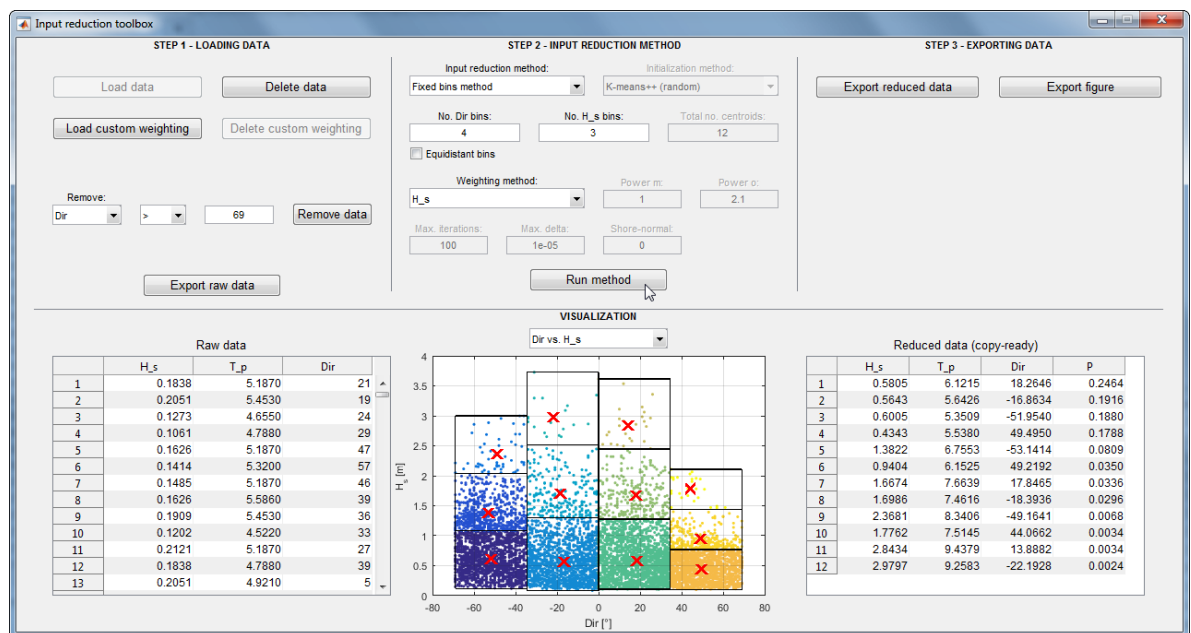 Input reduction toolbox
STEP 1 - LOADING DATA
Load data
Delete data
Load custom weighting
Delete custom weighting
Remove:
Dir
>
69
Remove data
Export raw data
STEP 2 - INPUT REDUCTION METHOD
Input reduction method:
Initialization method:
Fixed bins method
K-means++ (random)
No. Dir bins:
No. H_s bins:
Total no. centroids:
4
3
12
Equidistant bins
Weighting method:
Power m:
Power o:
H_s
1
2.1
Max. iterations:
Max. delta:
Shore-normal:
100
1e-05
0
Run method
STEP 3 - EXPORTING DATA
Export reduced data
Export figure
VISUALIZATION
Raw data
H_s T_p Dir
1 0.1838 5.1870 21
2 0.2051 5.4530 19
3 0.1273 4.6550 24
4 0.1061 4.7880 29
5 0.1626 5.1870 47
6 0.1414 5.3200 57
7 0.1485 5.1870 46
8 0.1626 5.5860 39
9 0.1909 5.4530 36
10 0.1202 4.5220 33
11 0.2121 5.1870 27
12 0.1838 4.7880 39
13 0.2051 4.9210 5
Dir vs. H_s
4
3.5
3
2.5
2
1.5
1
0.5
0
H_s [m]
-80 -60 -40 -20 0 20 40 60 80
Dir [°]
Reduced data (copy-ready)
H_s T_p Dir P
1 0.5805 6.1215 18.2646 0.2464
2 0.5643 5.6426 -16.8634 0.1916
3 0.6005 5.3509 -51.9540 0.1880
4 0.4343 5.5380 49.4950 0.1788
5 1.3822 6.7553 -53.1414 0.0809
6 0.9404 6.1525 49.2192 0.0350
7 1.6674 7.6639 17.8465 0.0336
8 1.6986 7.4616 -18.3936 0.0296
9 2.3681 8.3406 -49.1641 0.0068
10 1.7762 7.5145 44.0662 0.0034
11 2.8434 9.4379 13.8882 0.0034
12 2.9797 9.2583 -22.1928 0.0024